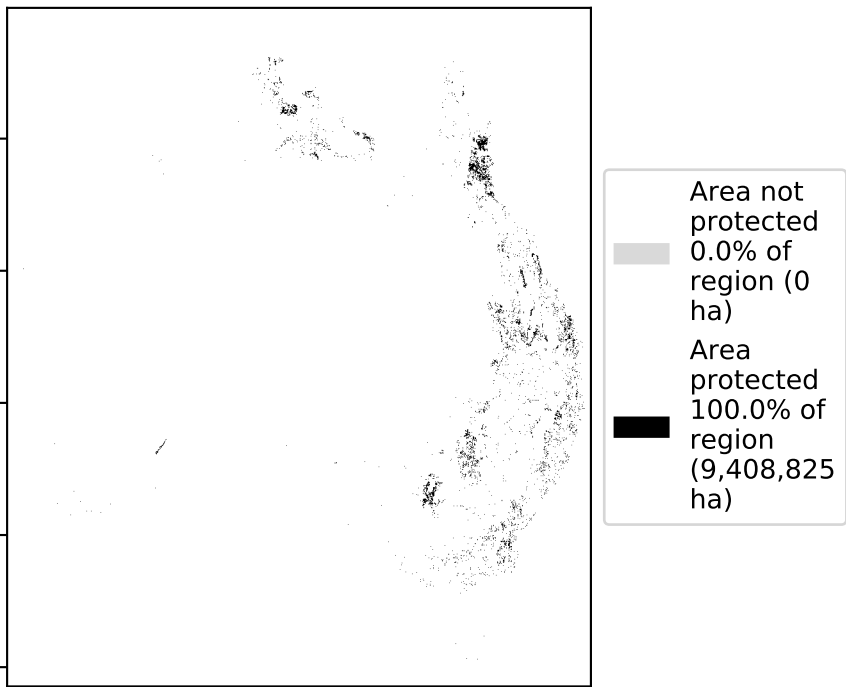 Area not
protected
0.0% of
region (0
ha)
Area
protected
100.0% of
region
(9,408,825
ha)